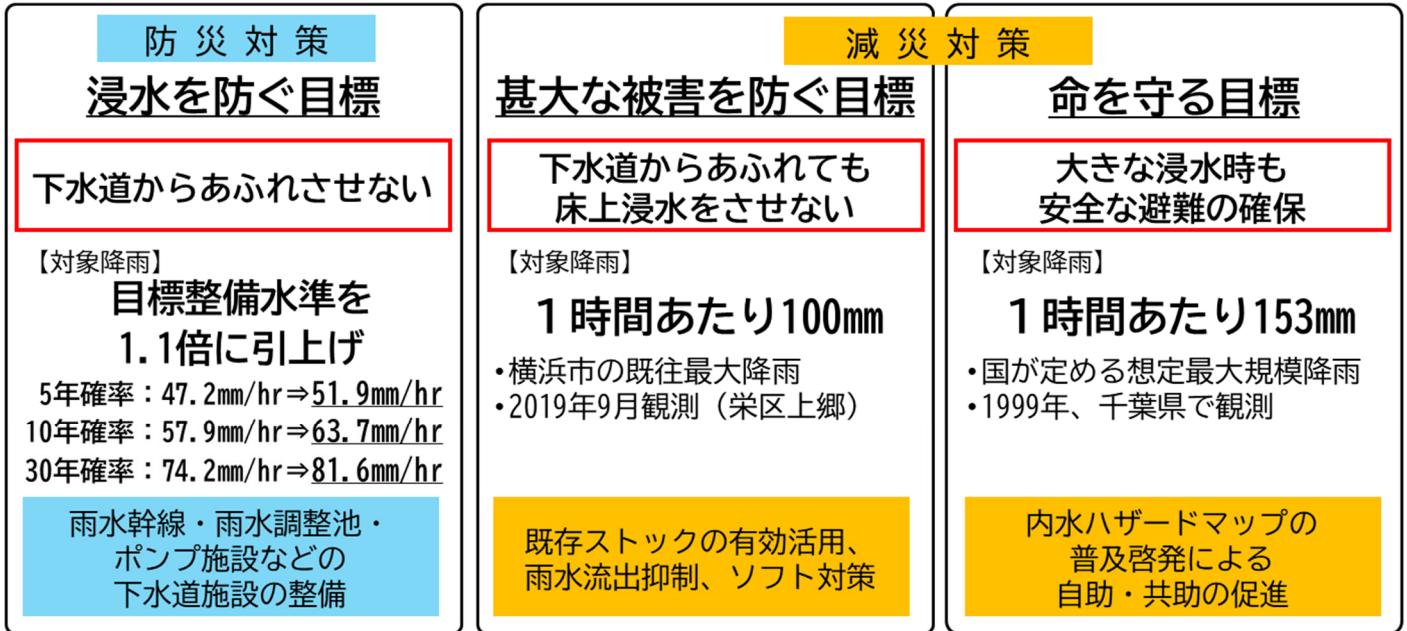 防災対策
浸水を防ぐ目標
下水道からあふれさせない
【対象降雨】
目標整備水準を
1.1倍に引上げ
5年確率：47.2mm/hr⇒51.9mm/hr
10年確率：57.9mm/hr⇒63.7mm/hr
30年確率：74.2mm/hr⇒81.6mm/hr
雨水幹線・雨水調整池・
ポンプ施設などの
下水道施設の整備
減災対策
甚大な被害を防ぐ目標
下水道からあふれても
床上浸水をさせない
【対象降雨】
１時間あたり100㎜
・横浜市の既往最大降雨
・2019年9月観測（栄区上郷）
既存ストックの有効活用、
雨水流出抑制、ソフト対策
命を守る目標
大きな浸水時も
安全な避難の確保
【対象降雨】
１時間あたり153㎜
・国が定める想定最大規模降雨
・1999年、千葉県で観測
内水ハザードマップの
普及啓発による
自助・共助の促進